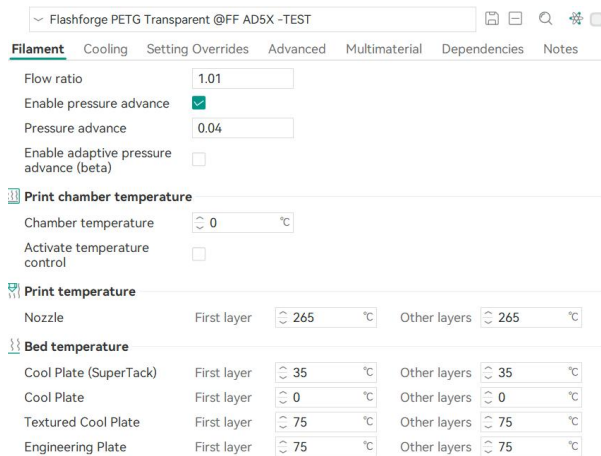 Flashforge PETG Transparent @FF AD5X -TEST
Filament Cooling Setting Overrides Advanced Multimaterial Dependencies Notes
Flow ratio 1.01
Enable pressure advance
Pressure advance 0.04
Enable adaptive pressure
advance (beta)
Print chamber temperature
Chamber temperature 0 °C
Activate temperature
control
Print temperature
Nozzle First layer 265 °C Other layers 265 °C
Bed temperature
Cool Plate (SuperTack) First layer 35 °C Other layers 35 °C
Cool Plate First layer 0 °C Other layers 0 °C
Textured Cool Plate First layer 75 °C Other layers 75 °C
Engineering Plate First layer 75 °C Other layers 75 °C